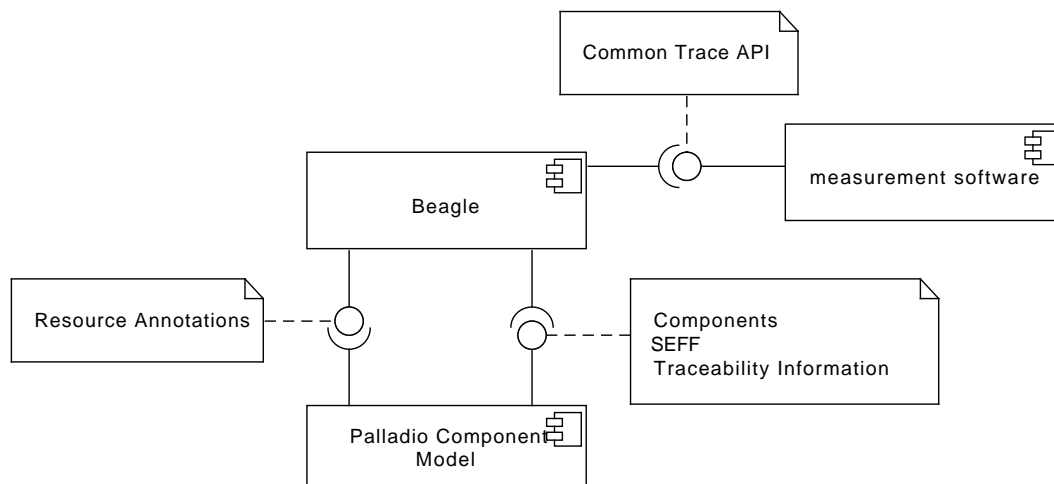 Common Trace API
measurement software
Beagle
Resource Annotations
Components
SEFF
Traceability Information
Palladio Component
Model